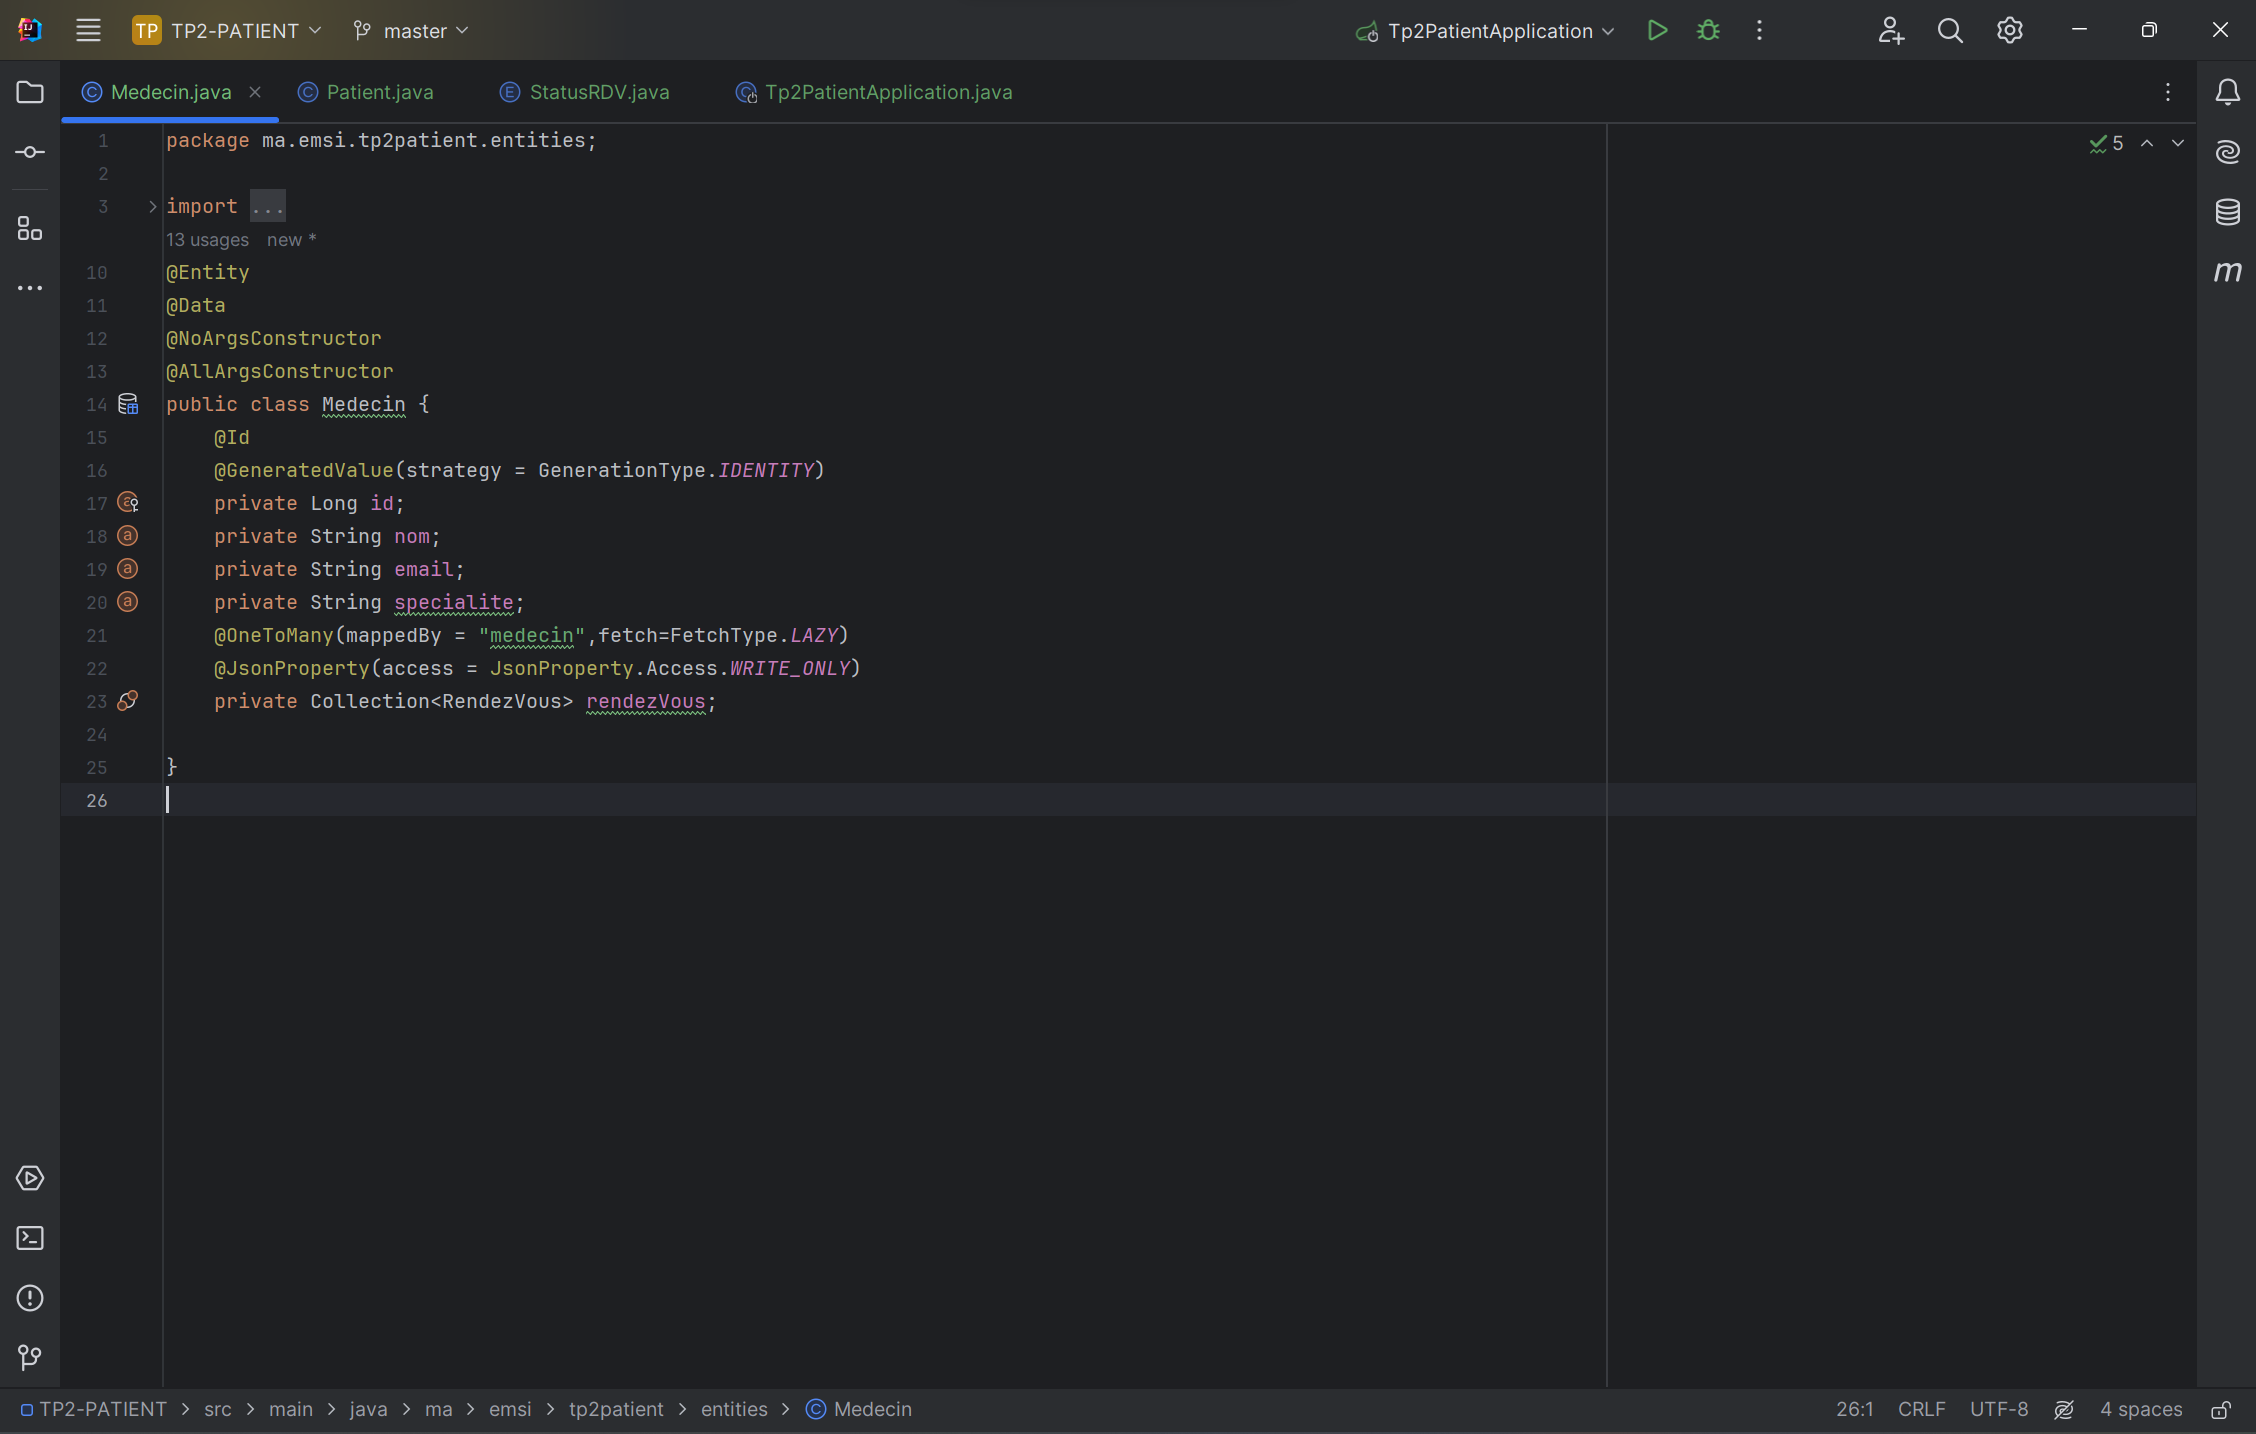 TP TP2-PATIENT master Tp2PatientApplication
Medecin.java Patient.java StatusRDV.java Tp2PatientApplication.java
1 package ma.emsi.tp2patient.entities;
5
2
3 import ...
13 usages new *
10 @Entity
11 @Data
12 @NoArgsConstructor
13 @AllArgsConstructor
14 public class Medecin {
15 @Id
16 @GeneratedValue(strategy = GenerationType.IDENTITY)
17 private Long id;
18 private String nom;
19 private String email;
20 private String specialite;
21 @OneToMany(mappedBy = "medecin",fetch=FetchType.LAZY)
22 @JsonProperty(access = JsonProperty.Access.WRITE_ONLY)
23 private Collection<RendezVous> rendezVous;
24
25 }
26
TP2-PATIENT > src > main > java > ma > emsi > tp2patient > entities > Medecin 26:1 CRLF UTF-8 4 spaces